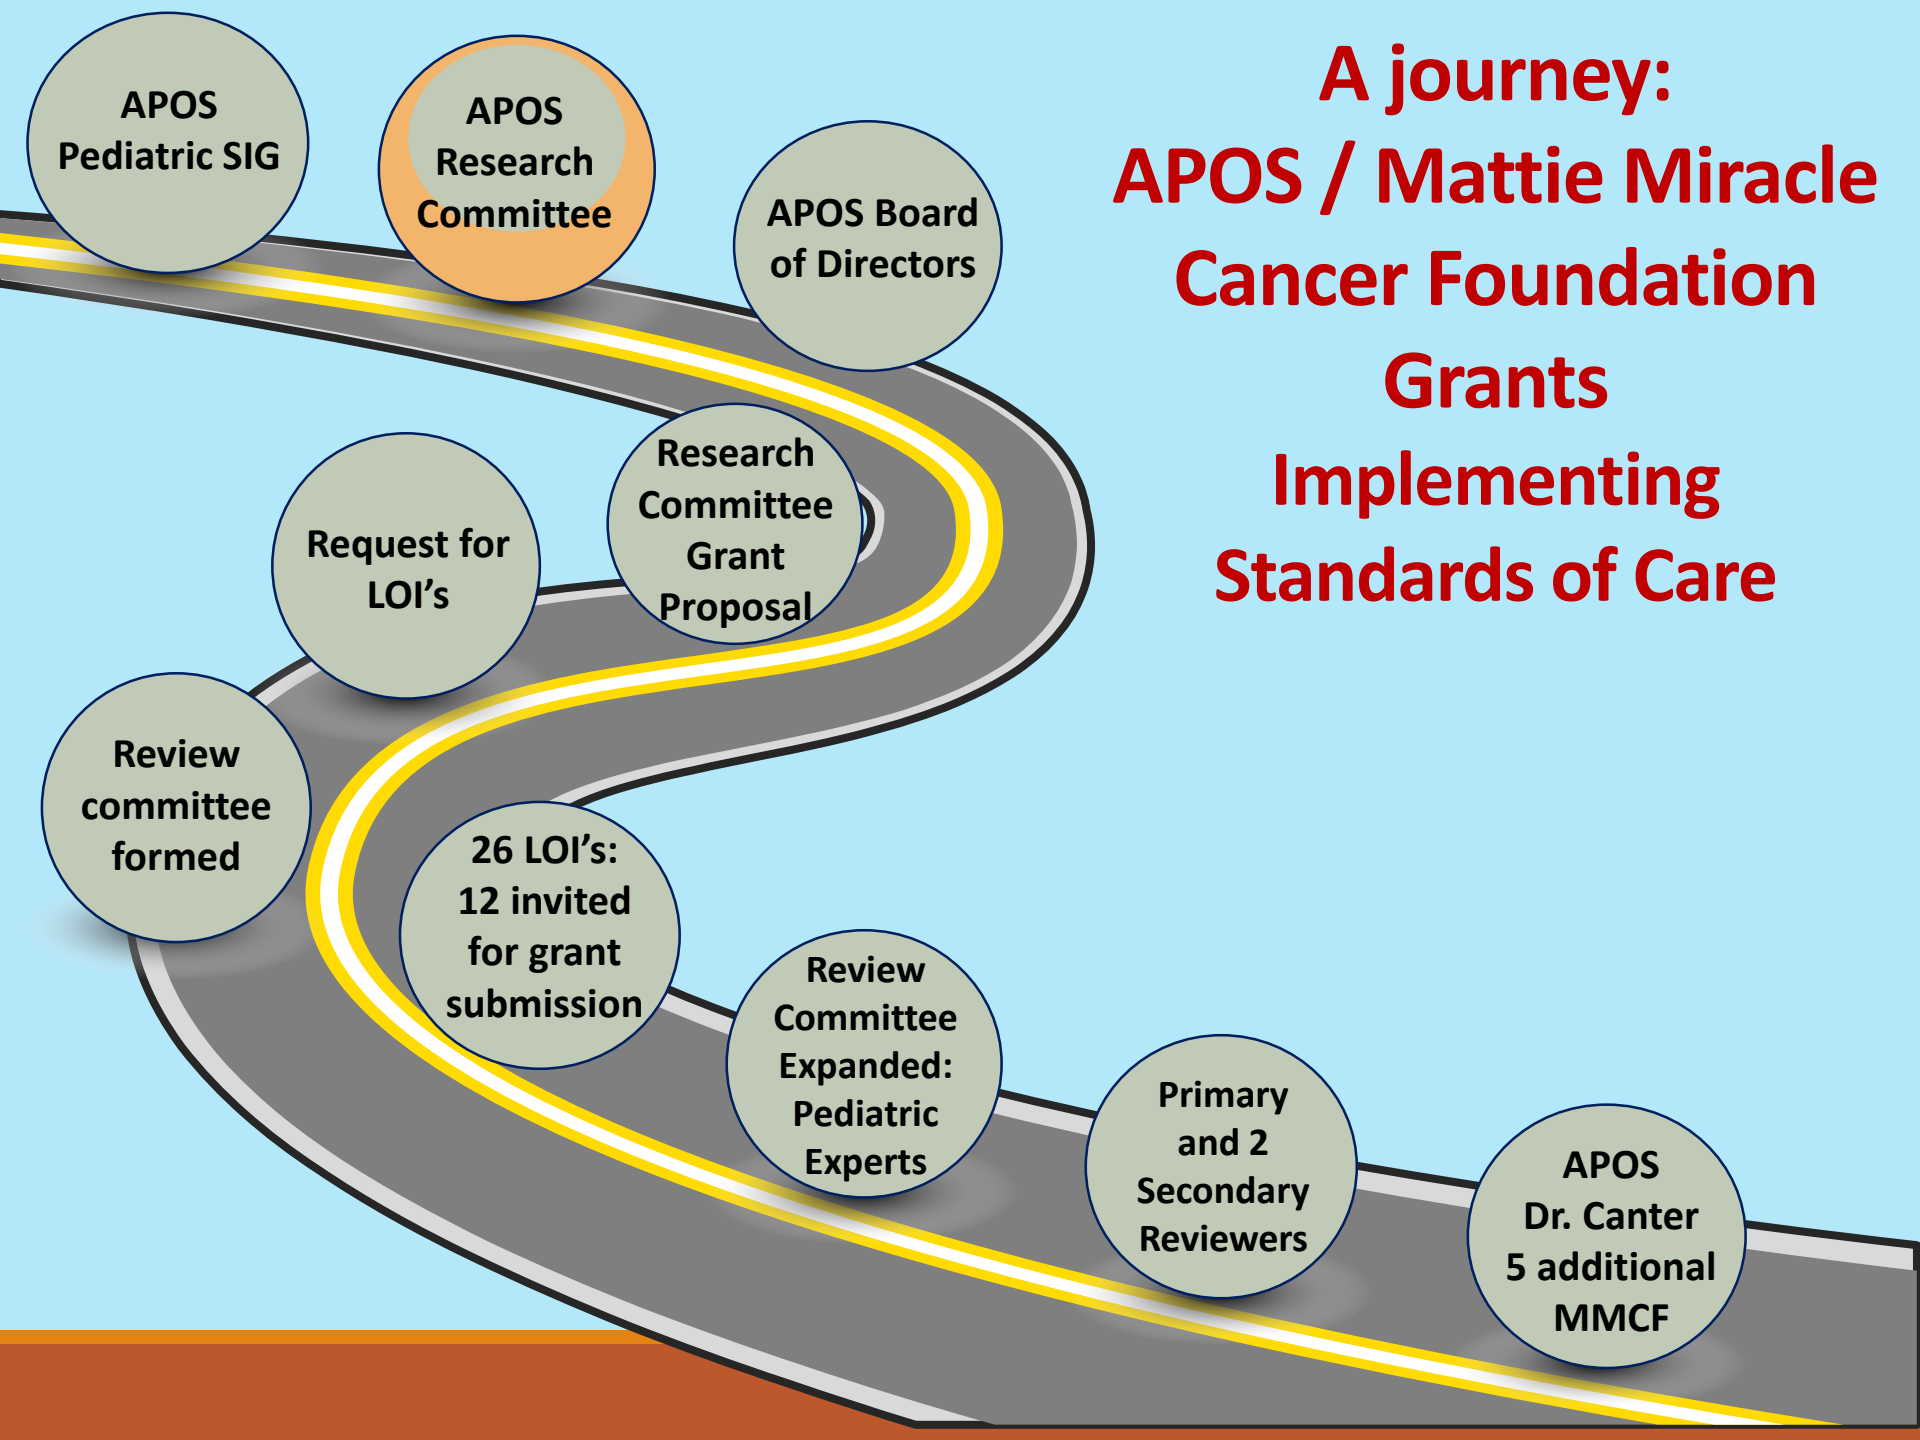 A journey:
APOS / Mattie Miracle
Cancer Foundation
Grants
Implementing
Standards of Care
APOS
Pediatric SIG
APOS
Research
Committee
APOS Board
of Directors
Research
Committee
Grant
Proposal
Request for
LOI’s
Review
committee
formed
26 LOI’s:
12 invited
for grant
submission
Review
Committee
Expanded:
Pediatric
Experts
Primary
and 2
Secondary
Reviewers
APOS
Dr. Canter
5 additional
MMCF